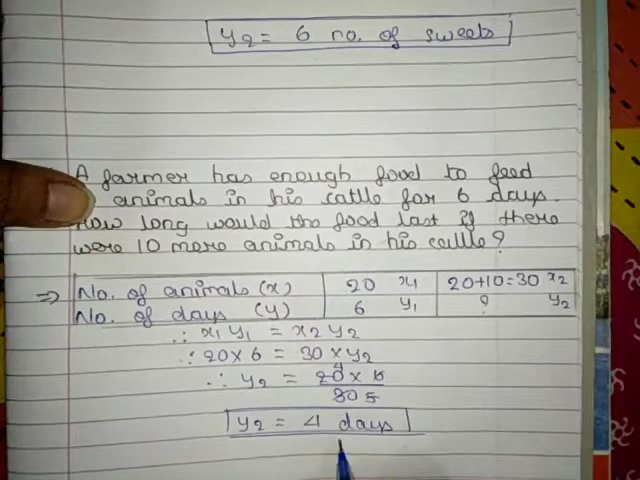 y2 = 6 no. of sweets
A farmer has enough food to feed
animals in his cattle for 6 days.
How long would the food last if there
were 10 more animals in his cattle?
⇒ No. of animals (x) 20 x1 20+10=30 x2
No. of days (y) 6 y1 ? y2
∴ x1 y1 = x2 y2
∵ 20 × 6 = 30 × y2
∴ y2 = 20 × 6
4
30 5
y2 = 4 days